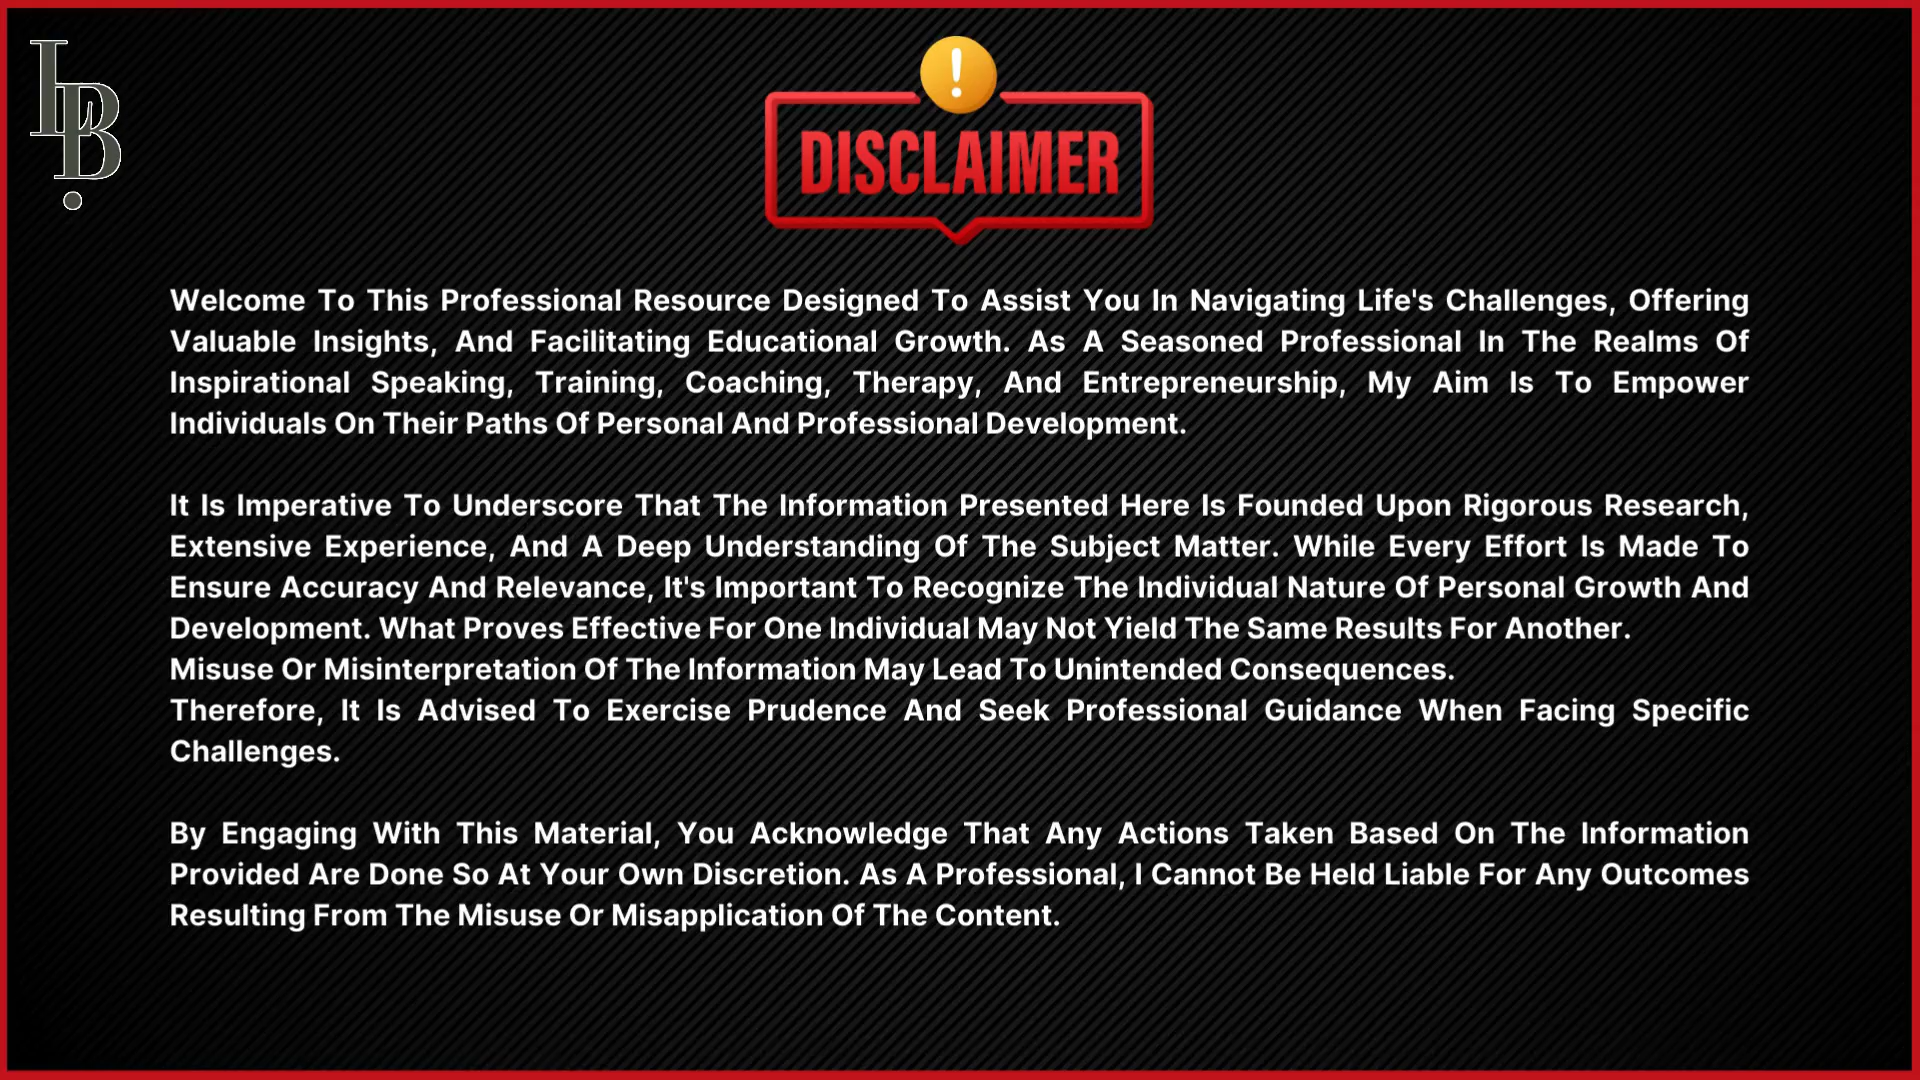 LB
!
DISCLAIMER
Welcome To This Professional Resource Designed To Assist You In Navigating Life's Challenges, Offering
Valuable Insights, And Facilitating Educational Growth. As A Seasoned Professional In The Realms Of
Inspirational Speaking, Training, Coaching, Therapy, And Entrepreneurship, My Aim Is To Empower
Individuals On Their Paths Of Personal And Professional Development.
It Is Imperative To Underscore That The Information Presented Here Is Founded Upon Rigorous Research,
Extensive Experience, And A Deep Understanding Of The Subject Matter. While Every Effort Is Made To
Ensure Accuracy And Relevance, It's Important To Recognize The Individual Nature Of Personal Growth And
Development. What Proves Effective For One Individual May Not Yield The Same Results For Another.
Misuse Or Misinterpretation Of The Information May Lead To Unintended Consequences.
Therefore, It Is Advised To Exercise Prudence And Seek Professional Guidance When Facing Specific
Challenges.
By Engaging With This Material, You Acknowledge That Any Actions Taken Based On The Information
Provided Are Done So At Your Own Discretion. As A Professional, I Cannot Be Held Liable For Any Outcomes
Resulting From The Misuse Or Misapplication Of The Content.